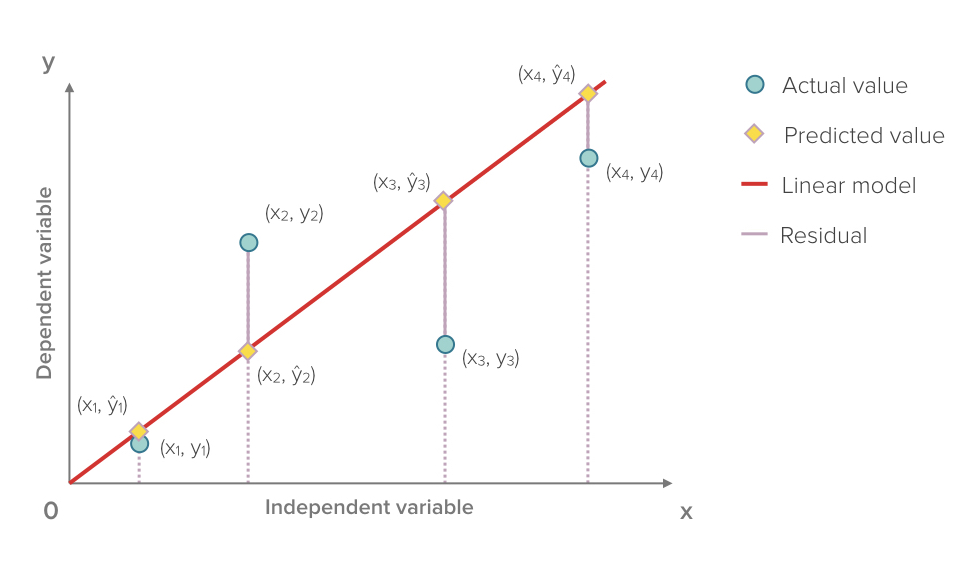 y
(x₄, ŷ₄)
Actual value
Predicted value
(x₄, y₄)
(x₃, ŷ₃)
Linear model
(x₂, y₂)
Residual
Dependent variable
(x₃, y₃)
(x₂, ŷ₂)
(x₁, ŷ₁)
(x₁, y₁)
0
Independent variable
x